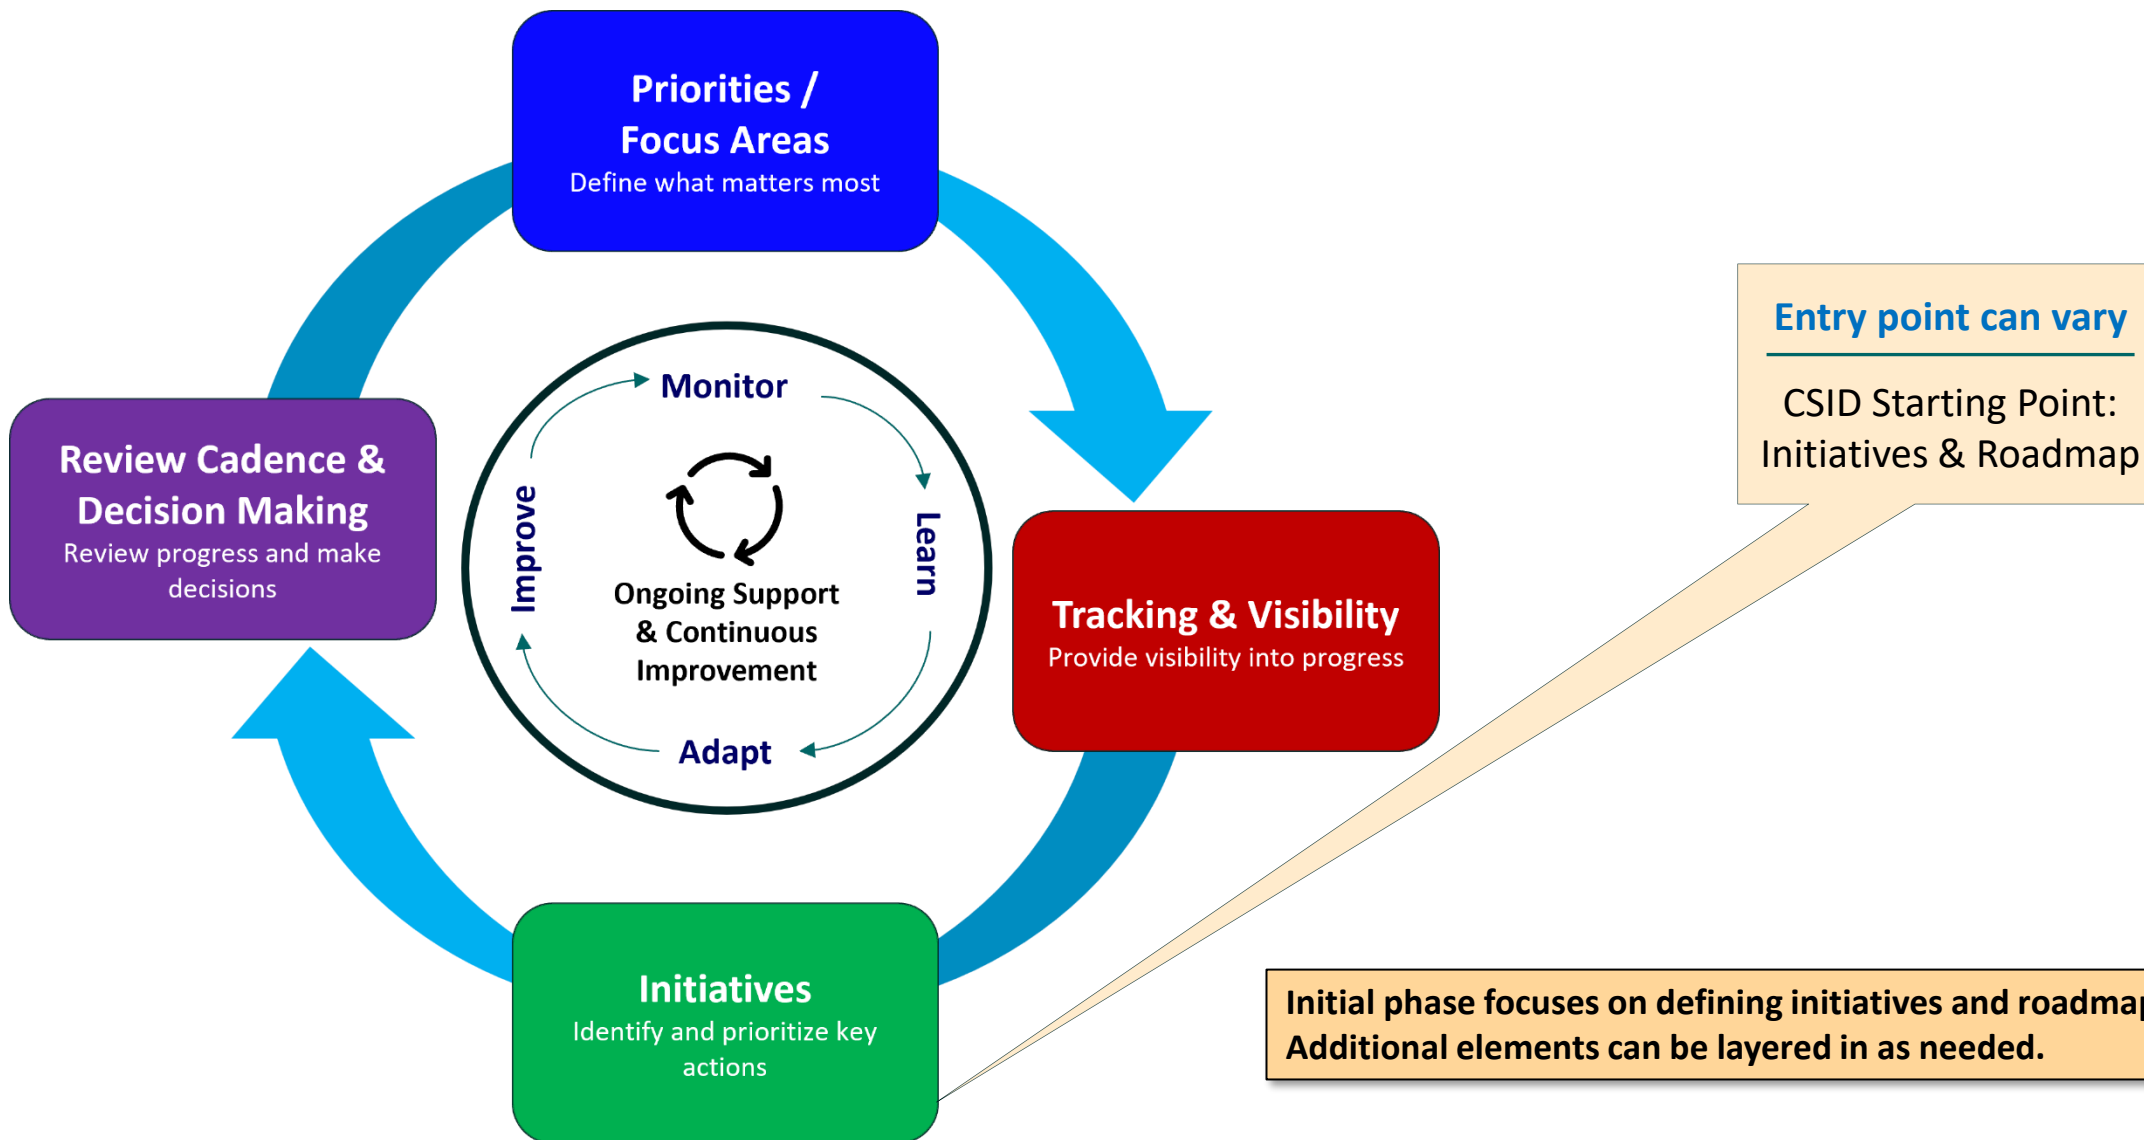 Priorities /
Focus Areas
Define what matters most
Entry point can vary
CSID Starting Point:
Initiatives & Roadmap
Monitor
Review Cadence &
Decision Making
Review progress and make
decisions
Improve
Learn
Ongoing Support
& Continuous
Improvement
Tracking & Visibility
Provide visibility into progress
Adapt
Initiatives
Identify and prioritize key
actions
Initial phase focuses on defining initiatives and roadmap
Additional elements can be layered in as needed.